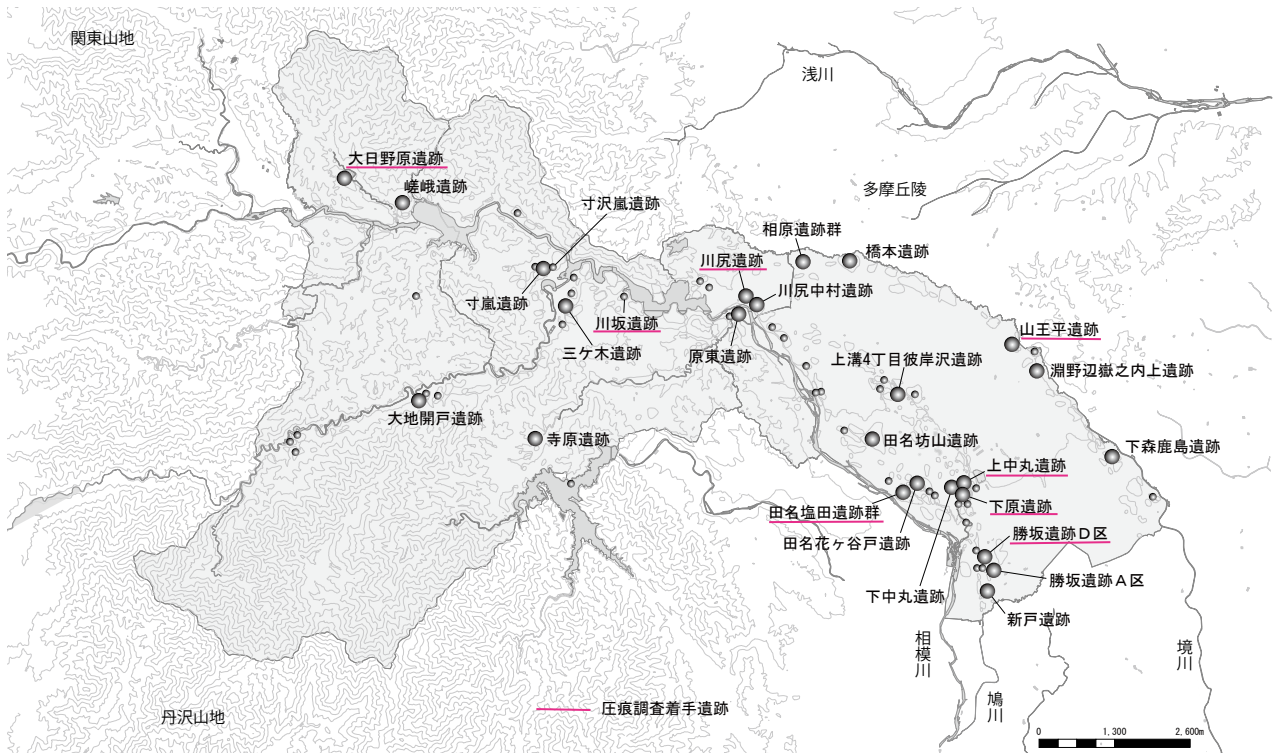 関東山地
浅川
大日野原遺跡
嵯峨遺跡
多摩丘陵
寸沢嵐遺跡
相原遺跡群
橋本遺跡
川尻遺跡
寸嵐遺跡
川尻中村遺跡
川坂遺跡
山王平遺跡
三ケ木遺跡
原東遺跡
上溝4丁目彼岸沢遺跡
淵野辺嶽之内上遺跡
大地開戸遺跡
寺原遺跡
田名坊山遺跡
下森鹿島遺跡
上中丸遺跡
田名塩田遺跡群
下原遺跡
田名花ヶ谷戸遺跡
勝坂遺跡D区
下中丸遺跡
勝坂遺跡A区
新戸遺跡
相模川
境川
鳩川
圧痕調査着手遺跡
丹沢山地
0 1,300 2,600m